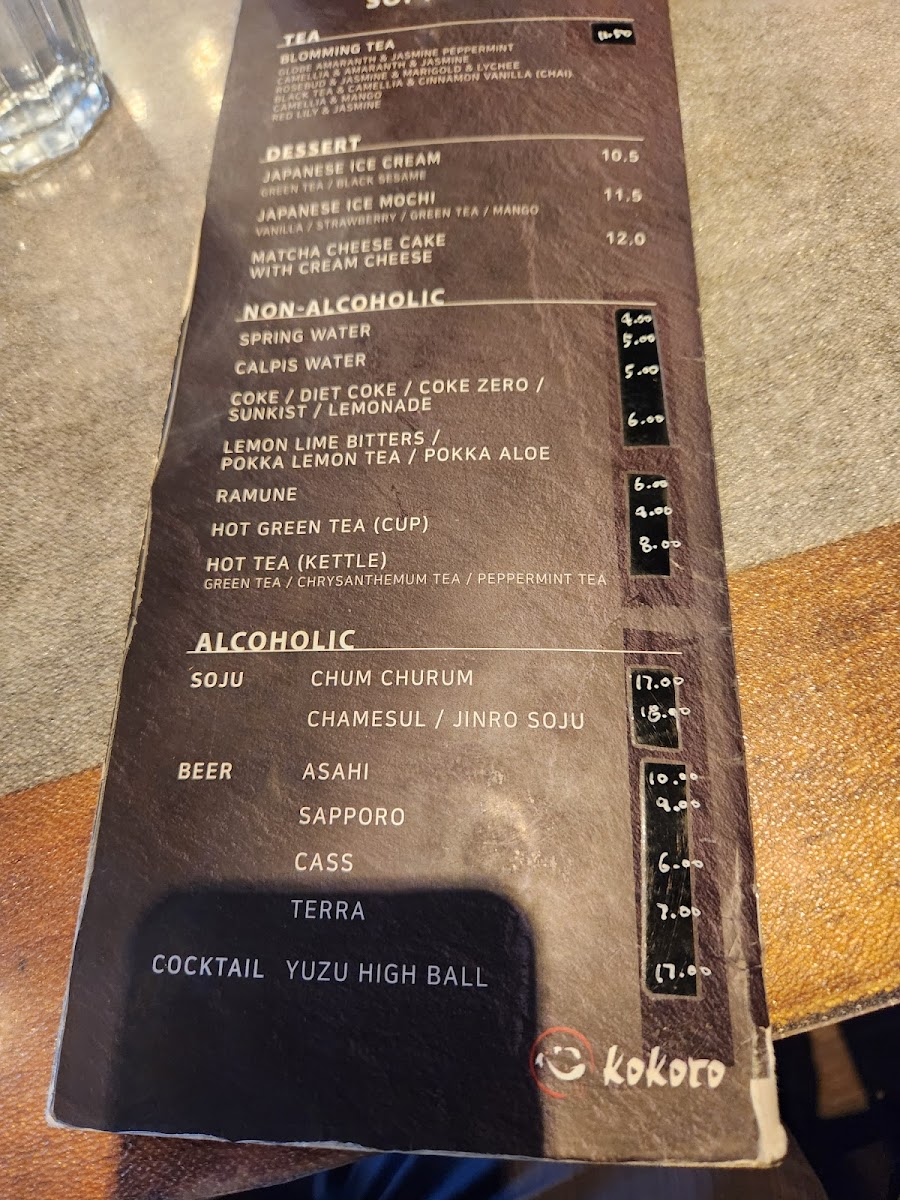 TEA
BLOMMING TEA 11.50
GLOBE AMARANTH & JASMINE PEPPERMINT
CAMELLIA & AMARANTH & JASMINE
ROSEBUD & JASMINE & MARIGOLD & LYCHEE
BLACK TEA & CAMELLIA & CINNAMON VANILLA (CHAI)
CAMELLIA & MANGO
RED LILY & JASMINE
DESSERT
JAPANESE ICE CREAM 10.5
GREEN TEA / BLACK SESAME
JAPANESE ICE MOCHI 11.5
VANILLA / STRAWBERRY / GREEN TEA / MANGO
MATCHA CHEESE CAKE 12.0
WITH CREAM CHEESE
NON-ALCOHOLIC
SPRING WATER 4.00
CALPIS WATER 5.00
COKE / DIET COKE / COKE ZERO / 5.00
SUNKIST / LEMONADE
LEMON LIME BITTERS / 6.00
POKKA LEMON TEA / POKKA ALOE
RAMUNE 6.00
HOT GREEN TEA (CUP) 4.00
HOT TEA (KETTLE) 8.00
GREEN TEA / CHRYSANTHEMUM TEA / PEPPERMINT TEA
ALCOHOLIC
SOJU CHUM CHURUM 17.00
CHAMESUL / JINRO SOJU 18.00
BEER ASAHI 10.00
SAPPORO 9.00
CASS 6.00
TERRA 7.00
COCKTAIL YUZU HIGH BALL 17.00
kokoro